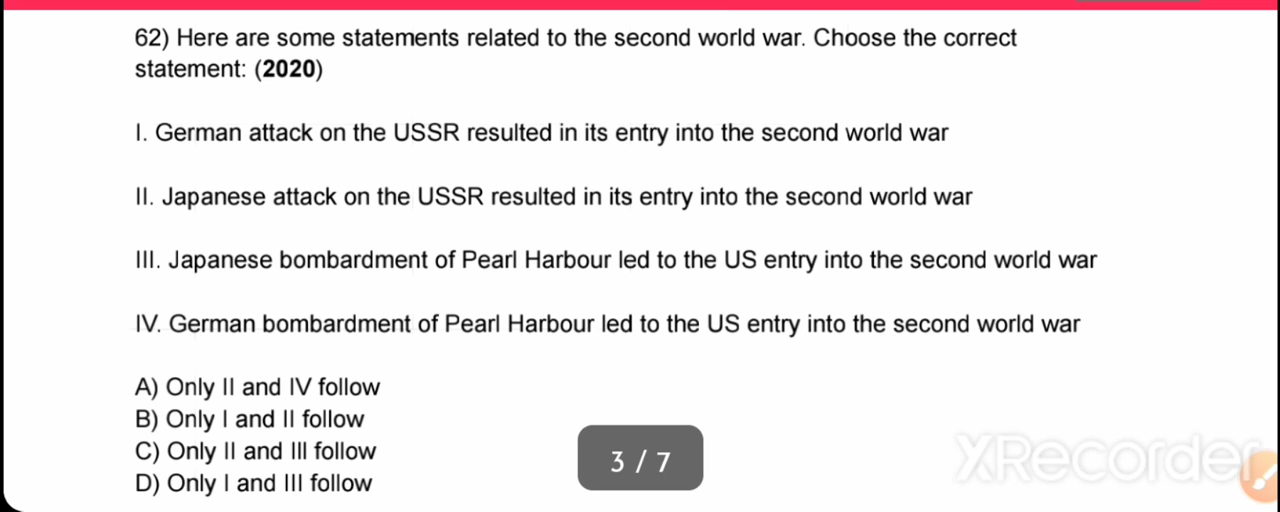 62) Here are some statements related to the second world war. Choose the correct
statement: (2020)
I. German attack on the USSR resulted in its entry into the second world war
II. Japanese attack on the USSR resulted in its entry into the second world war
III. Japanese bombardment of Pearl Harbour led to the US entry into the second world war
IV. German bombardment of Pearl Harbour led to the US entry into the second world war
A) Only II and IV follow
B) Only I and II follow
C) Only II and III follow
D) Only I and III follow
3 / 7
XRecorder